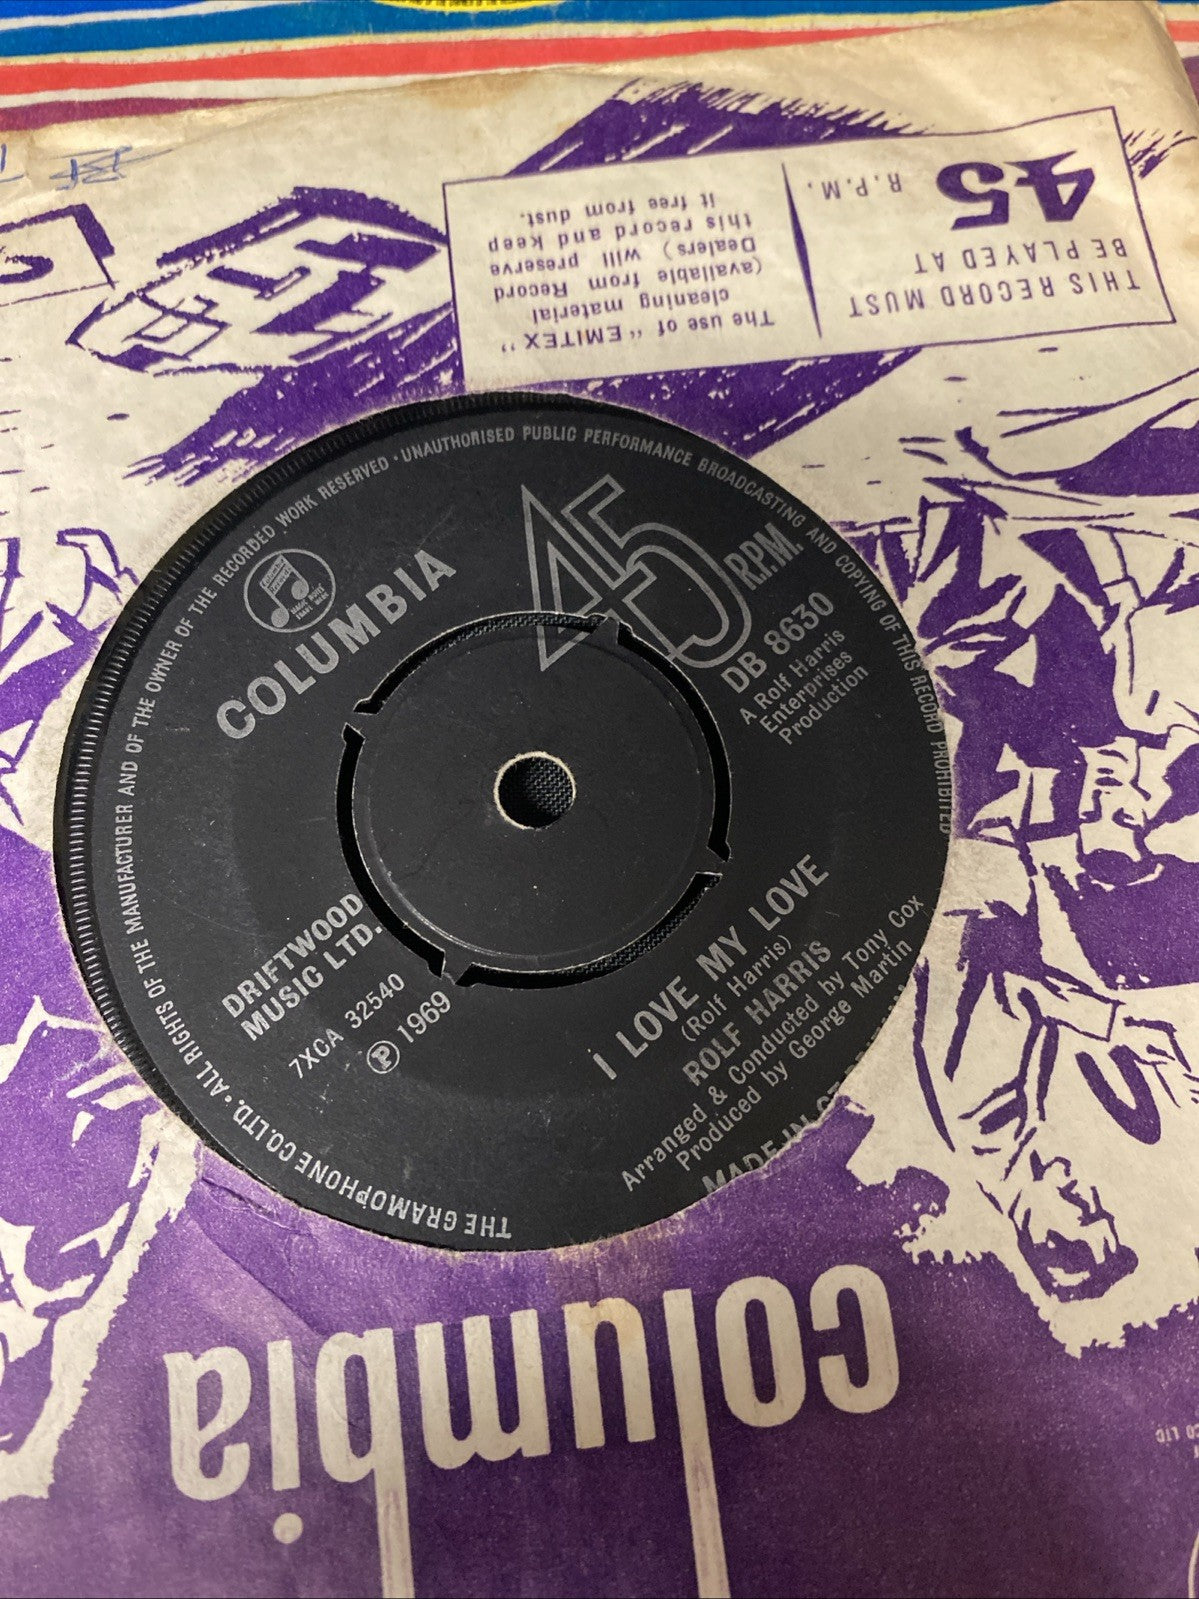 THIS RECORD MUST
BE PLAYED AT
45
R.P.M.
The use of "EMITEX"
cleaning material
(available from Record
Dealers) will preserve
this record and keep
it free from dust.
THE GRAMOPHONE CO. LTD. • ALL RIGHTS OF THE MANUFACTURER AND OF THE OWNER OF THE RECORDED WORK RESERVED • UNAUTHORISED PUBLIC PERFORMANCE BROADCASTING AND COPYING OF THIS RECORD PROHIBITED
COLUMBIA
45
R.P.M.
DB 8630
A Rolf Harris
Enterprises
Production
DRIFTWOOD
MUSIC LTD.
7XCA 32540
Ⓟ 1969
I LOVE MY LOVE
(Rolf Harris)
ROLF HARRIS
Arranged & Conducted by Tony Cox
Produced by George Martin
MADE IN
Columbia
CO LTD